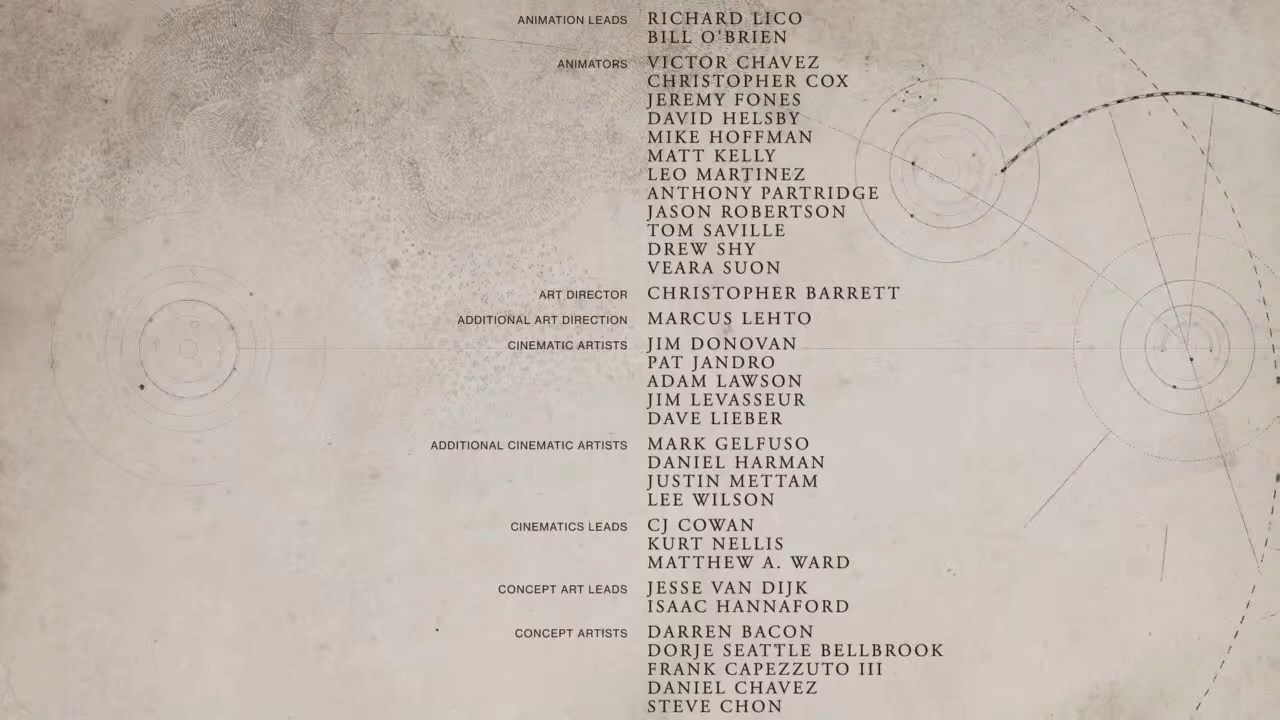 ANIMATION LEADS RICHARD LICO
BILL O'BRIEN
ANIMATORS VICTOR CHAVEZ
CHRISTOPHER COX
JEREMY FONES
DAVID HELSBY
MIKE HOFFMAN
MATT KELLY
LEO MARTINEZ
ANTHONY PARTRIDGE
JASON ROBERTSON
TOM SAVILLE
DREW SHY
VEARA SUON
ART DIRECTOR CHRISTOPHER BARRETT
ADDITIONAL ART DIRECTION MARCUS LEHTO
CINEMATIC ARTISTS JIM DONOVAN
PAT JANDRO
ADAM LAWSON
JIM LEVASSEUR
DAVE LIEBER
ADDITIONAL CINEMATIC ARTISTS MARK GELFUSO
DANIEL HARMAN
JUSTIN METTAM
LEE WILSON
CINEMATICS LEADS CJ COWAN
KURT NELLIS
MATTHEW A. WARD
CONCEPT ART LEADS JESSE VAN DIJK
ISAAC HANNAFORD
CONCEPT ARTISTS DARREN BACON
DORJE SEATTLE BELLBROOK
FRANK CAPEZZUTO III
DANIEL CHAVEZ
STEVE CHON